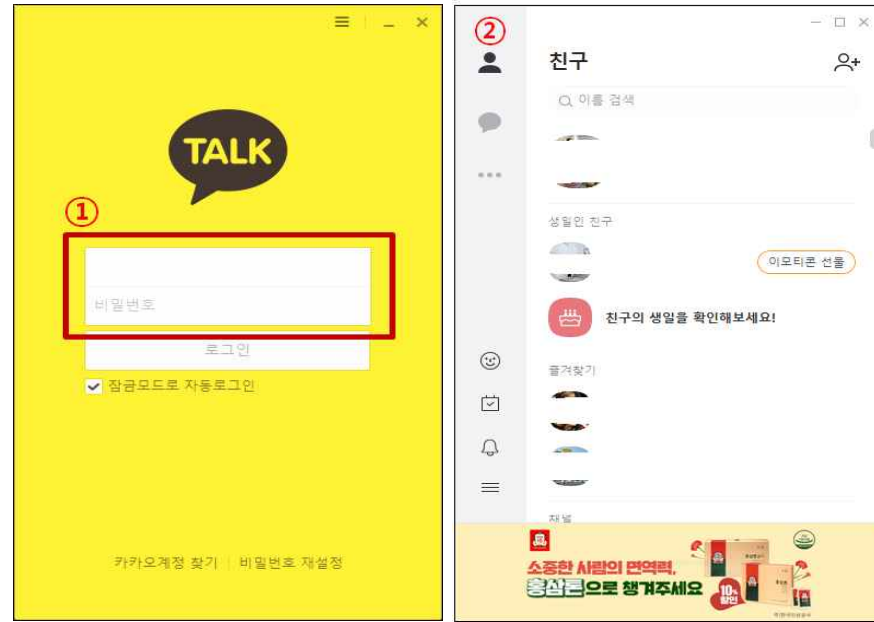 TALK
①
비밀번호
로그인
잠금모드로 자동로그인
카카오계정 찾기 | 비밀번호 재설정
②
친구
이름 검색
생일인 친구
이모티콘 선물
친구의 생일을 확인해보세요!
즐겨찾기
채널
소중한 사람의 면역력,
홍삼톤으로 챙겨주세요
10%
할인